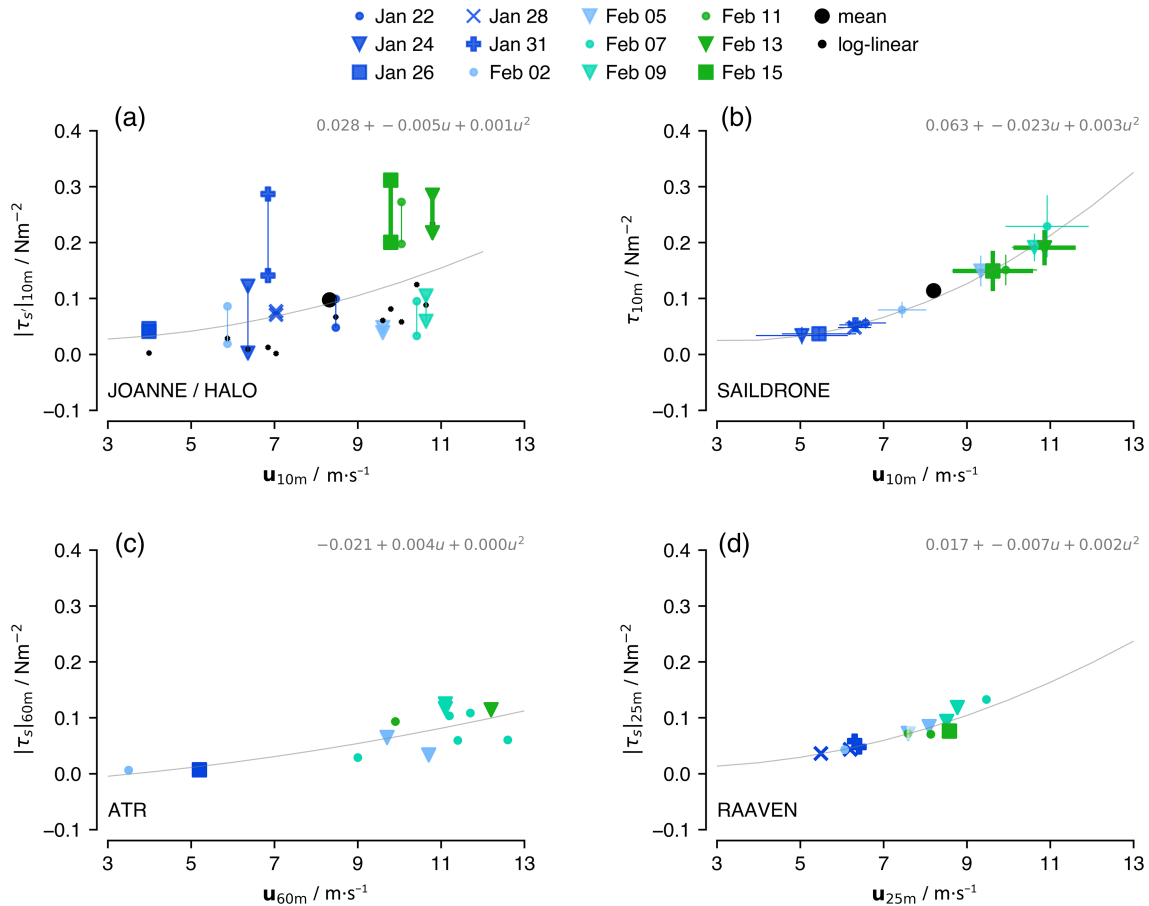 Jan 22 Jan 28 Feb 05 Feb 11 mean
Jan 24 Jan 31 Feb 07 Feb 13 log-linear
Jan 26 Feb 02 Feb 09 Feb 15
(a) 0.028 + −0.005u + 0.001u²
0.4
0.3
0.2
0.1
0.0
−0.1
|τₛ′|10m / Nm⁻²
JOANNE / HALO
3 5 7 9 11 13
u10m / m·s⁻¹
(b) 0.063 + −0.023u + 0.003u²
0.4
0.3
0.2
0.1
0.0
−0.1
τ10m / Nm⁻²
SAILDRONE
3 5 7 9 11 13
u10m / m·s⁻¹
(c) −0.021 + 0.004u + 0.000u²
0.4
0.3
0.2
0.1
0.0
−0.1
|τₛ|60m / Nm⁻²
ATR
3 5 7 9 11 13
u60m / m·s⁻¹
(d) 0.017 + −0.007u + 0.002u²
0.4
0.3
0.2
0.1
0.0
−0.1
|τₛ|25m / Nm⁻²
RAAVEN
3 5 7 9 11 13
u25m / m·s⁻¹